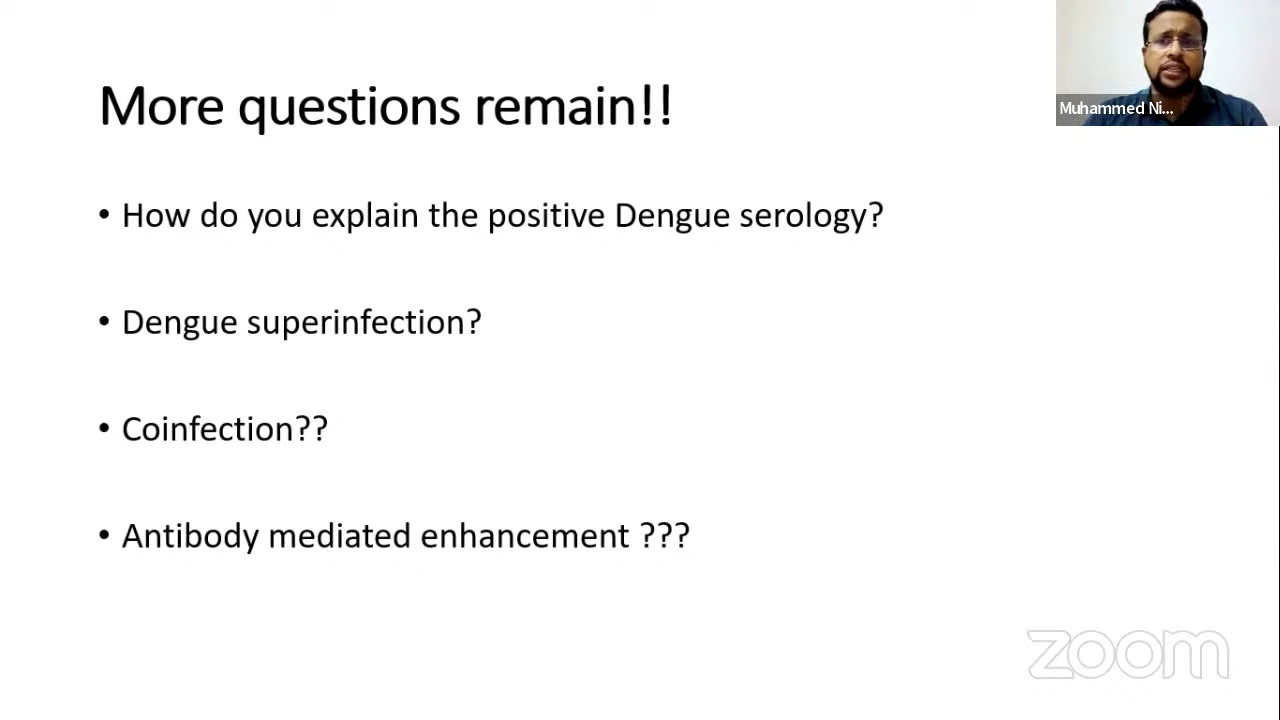 More questions remain!!
Muhammed Ni...
• How do you explain the positive Dengue serology?
• Dengue superinfection?
• Coinfection??
• Antibody mediated enhancement ???
zoom